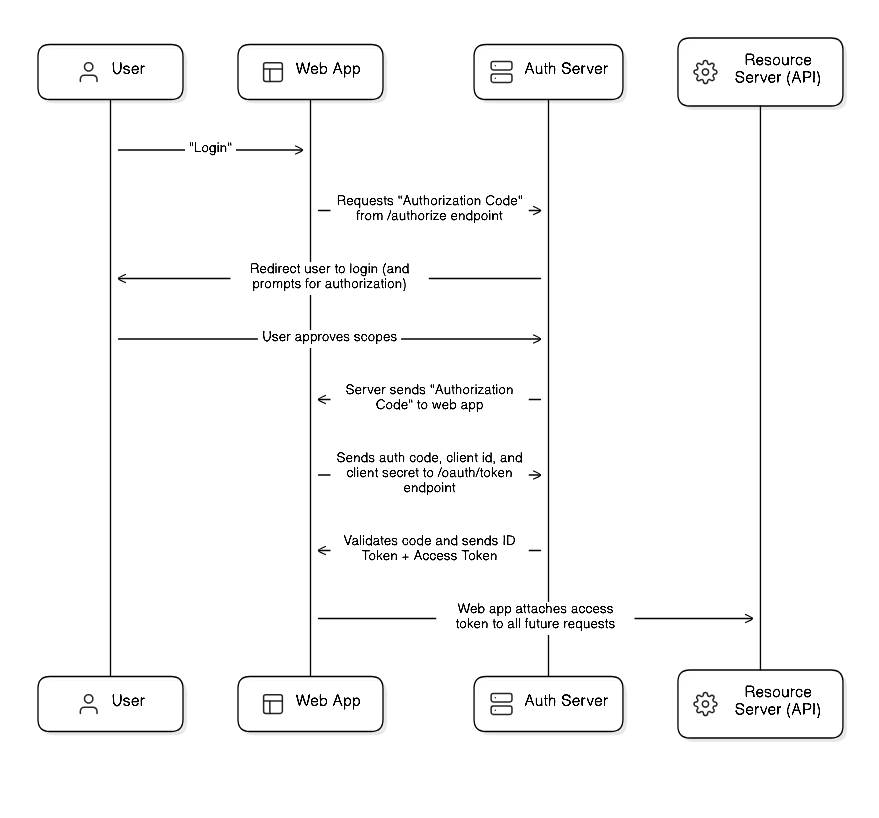 User
Web App
Auth Server
Resource
Server (API)
"Login"
Requests "Authorization Code"
from /authorize endpoint
Redirect user to login (and
prompts for authorization)
User approves scopes
Server sends "Authorization
Code" to web app
Sends auth code, client id, and
client secret to /oauth/token
endpoint
Validates code and sends ID
Token + Access Token
Web app attaches access
token to all future requests
User
Web App
Auth Server
Resource
Server (API)